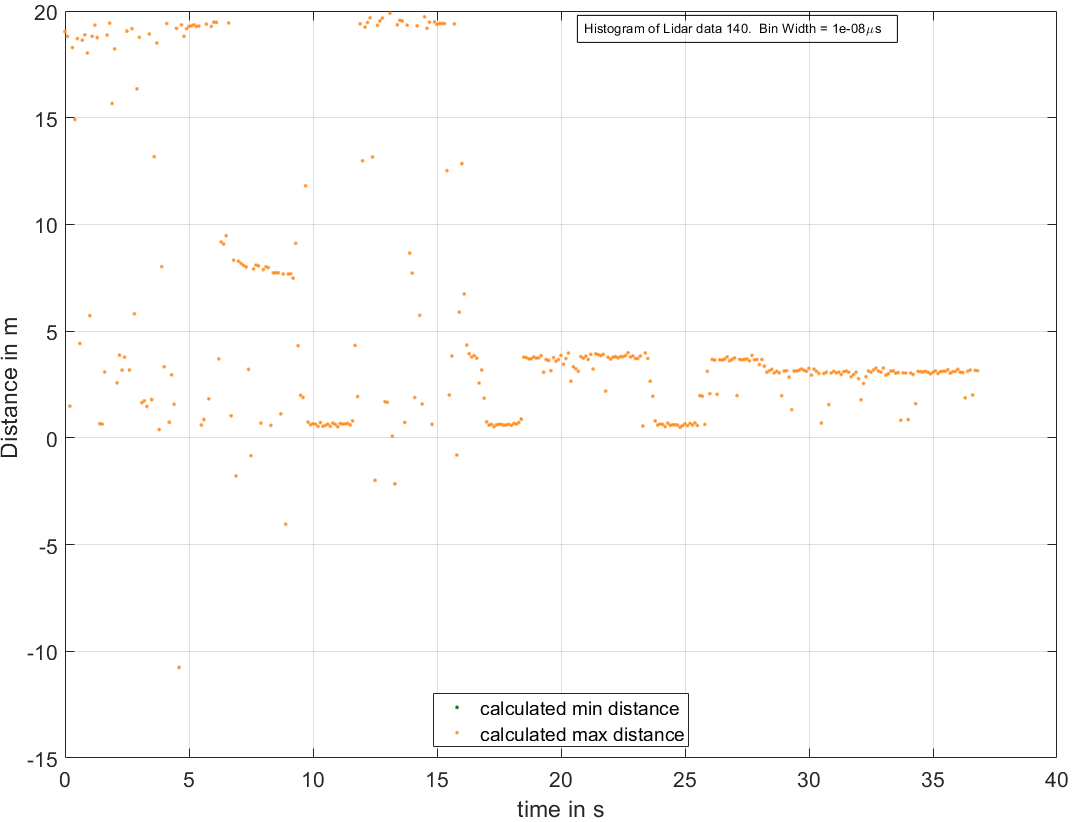 20
15
10
5
0
-5
-10
-15
0 5 10 15 20 25 30 35 40
Distance in m
time in s
Histogram of Lidar data 140.  Bin Width = 1e-08μs
calculated min distance
calculated max distance